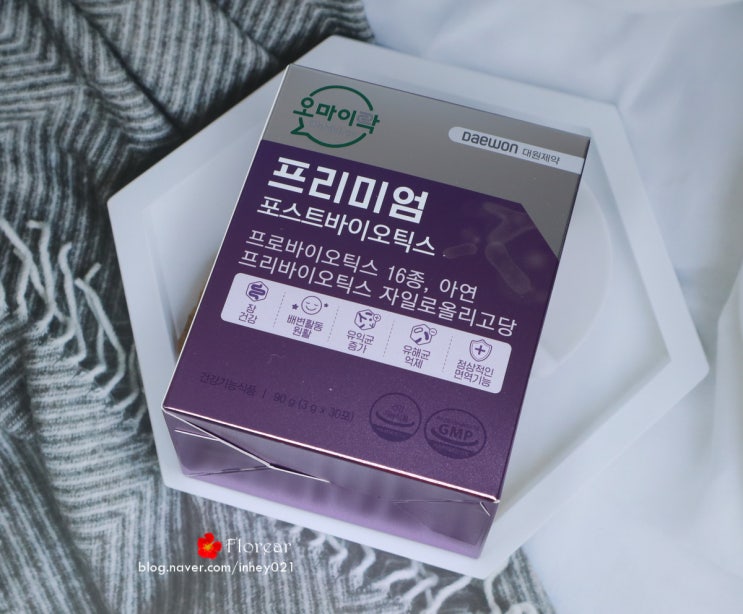 오마이락
DAEWON 대원제약
프리미엄
포스트바이오틱스
프로바이오틱스 16종, 아연
프리바이오틱스 자일로올리고당
장
건강
배변활동
원활
유익균
증가
유해균
억제
정상적인
면역기능
건강기능식품 | 90 g (3 g x 30포)
GMP
Florear
blog.naver.com/inhey021